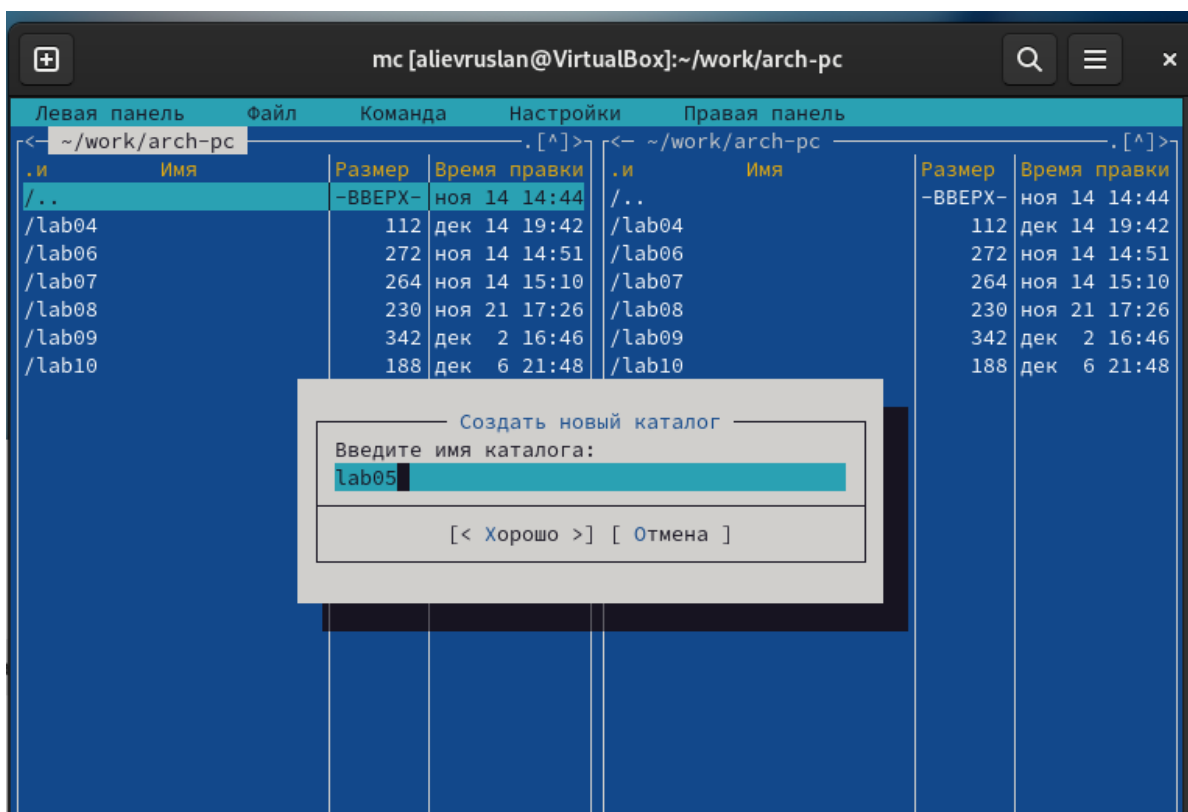 mc [alievruslan@VirtualBox]:~/work/arch-pc
Левая панель Файл Команда Настройки Правая панель
<— ~/work/arch-pc .[^]> <— ~/work/arch-pc .[^]>
.и Имя Размер Время правки .и Имя Размер Время правки
/.. -ВВЕРХ- ноя 14 14:44 /.. -ВВЕРХ- ноя 14 14:44
/lab04 112 дек 14 19:42 /lab04 112 дек 14 19:42
/lab06 272 ноя 14 14:51 /lab06 272 ноя 14 14:51
/lab07 264 ноя 14 15:10 /lab07 264 ноя 14 15:10
/lab08 230 ноя 21 17:26 /lab08 230 ноя 21 17:26
/lab09 342 дек 2 16:46 /lab09 342 дек 2 16:46
/lab10 188 дек 6 21:48 /lab10 188 дек 6 21:48
Создать новый каталог
Введите имя каталога:
lab05
[< Хорошо >] [ Отмена ]